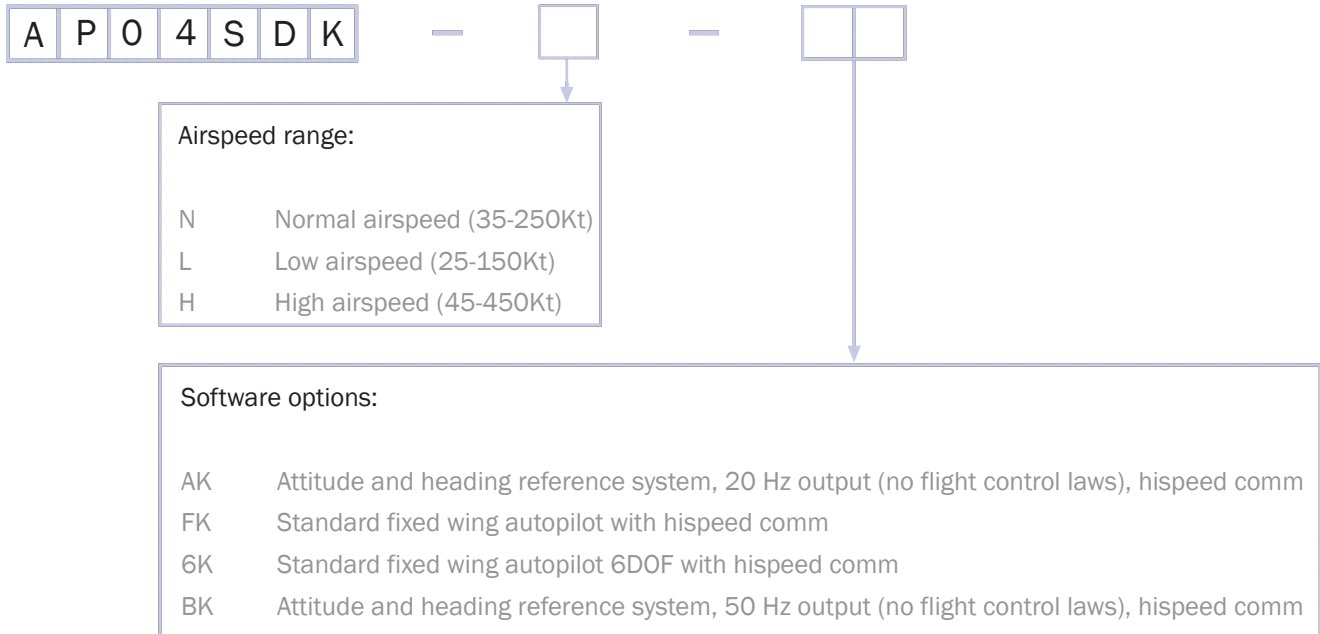 AP04SDK – –
Airspeed range:
N Normal airspeed (35-250Kt)
L Low airspeed (25-150Kt)
H High airspeed (45-450Kt)
Software options:
AK Attitude and heading reference system, 20 Hz output (no flight control laws), hispeed comm
FK Standard fixed wing autopilot with hispeed comm
6K Standard fixed wing autopilot 6DOF with hispeed comm
BK Attitude and heading reference system, 50 Hz output (no flight control laws), hispeed comm